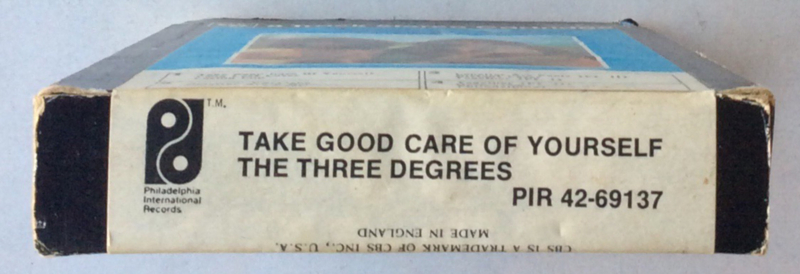 T.M.
Philadelphia
International
Records
TAKE GOOD CARE OF YOURSELF
THE THREE DEGREES
PIR 42-69137
CBS IS A TRADEMARK OF CBS INC., U.S.A.
MADE IN ENGLAND